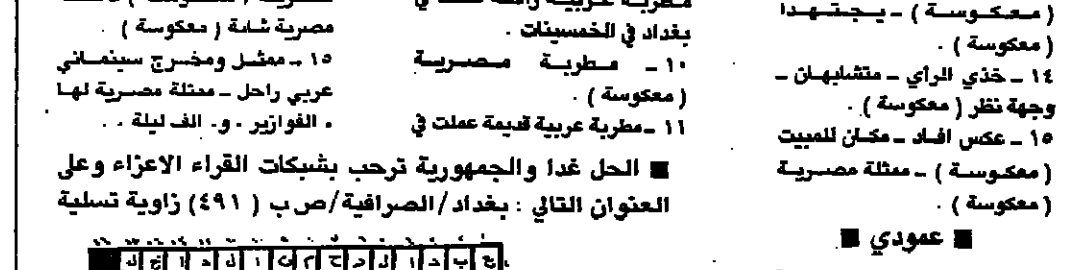 ( معكوسة ) ـ يجتهدا
( معكوسة ) .
١٤ ـ خذي الرأي ـ متشابهان ـ
وجهة نظر ( معكوسة ) .
١٥ ـ عكس افاد ـ مكان للمبيت
( معكوسة ) ـ ممثلة مصرية
( معكوسة ) .
■ عمودي ■
بغداد في الخمسينات .
١٠ ـ مطربة مصرية
( معكوسة ) .
١١ ـ مطربة عربية قديمة عملت في
مصرية شابة ( معكوسة ) .
١٥ ـ ممثل ومخرج سينمائي
عربي راحل ـ ممثلة مصرية لها
، الفوازير ، و، الف ليلة ، .
■ الحل غدا والجمهورية ترحب بشبكات القراء الاعزاء وعلى
العنوان التالي : بغداد/الصرافية/ص ب ( ٤٩١ ) زاوية تسلية